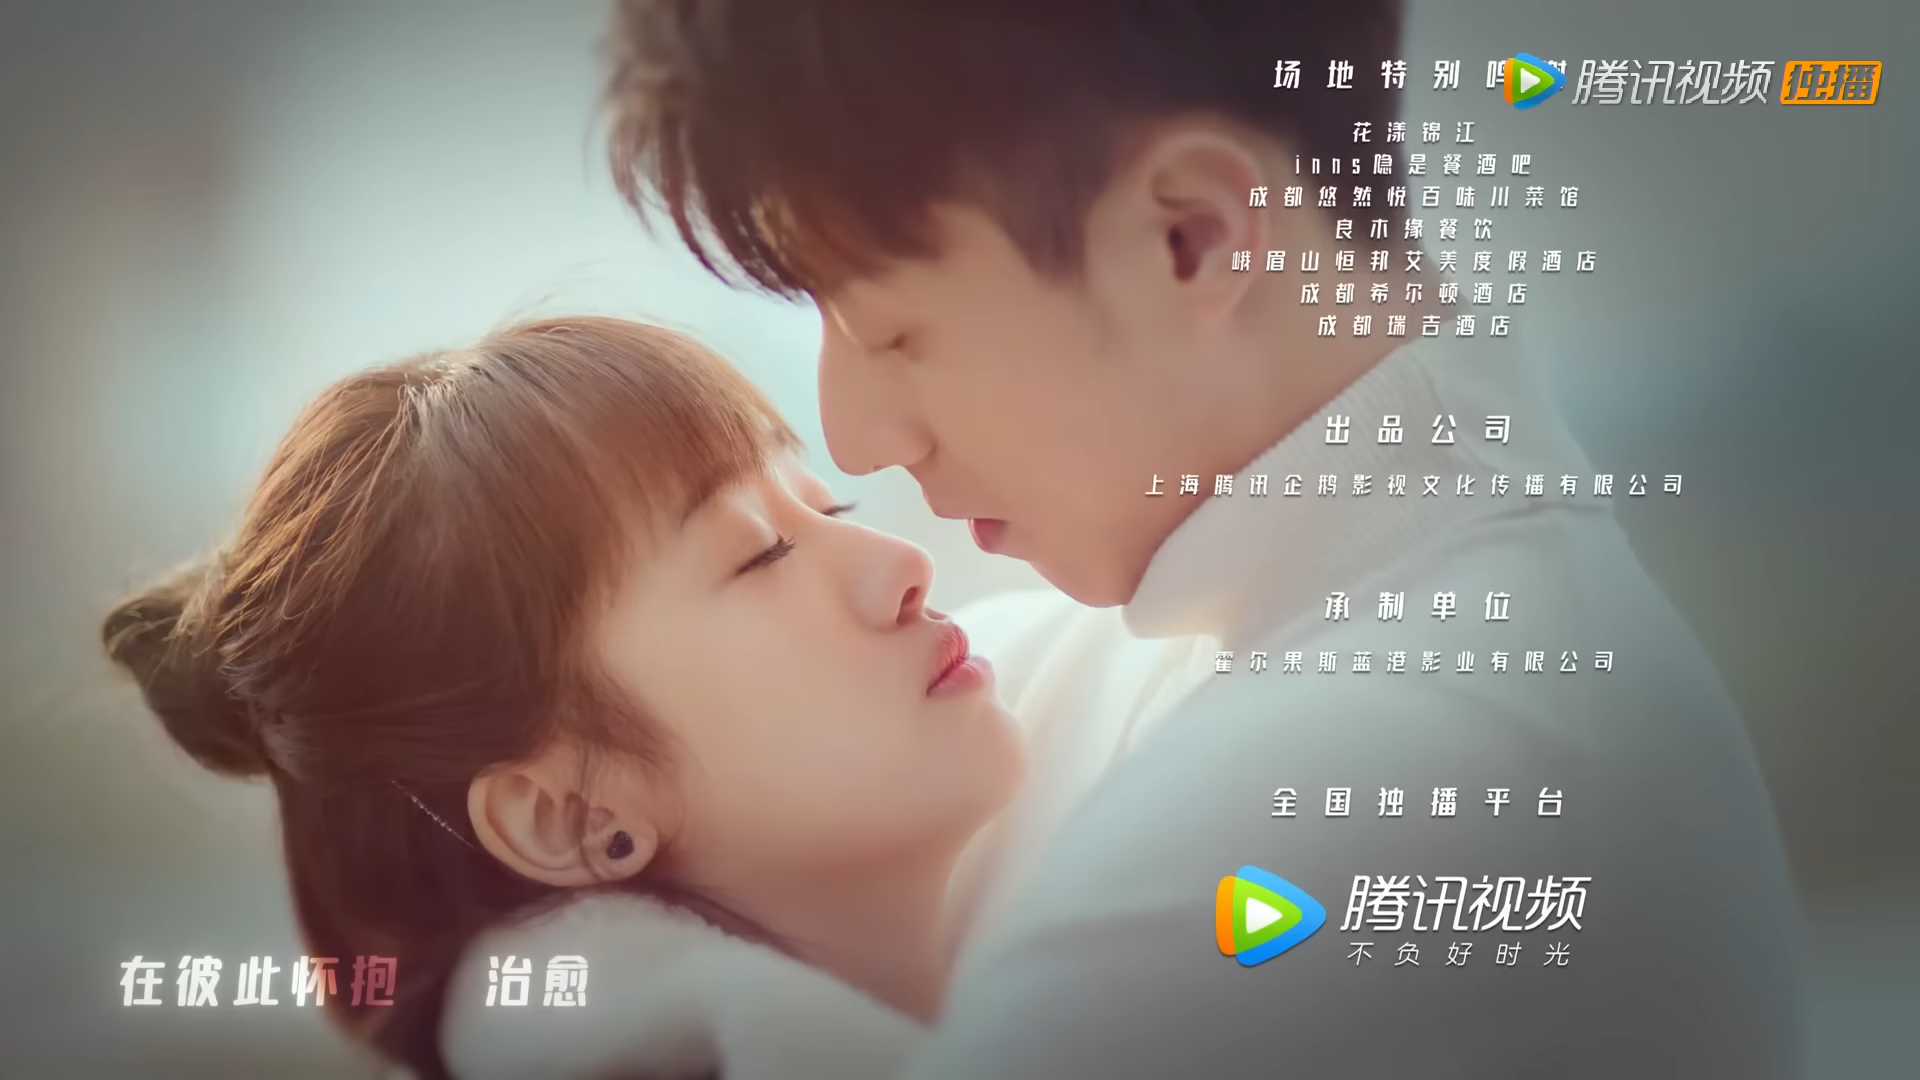 场地特别鸣谢
腾讯视频 独播
花漾锦江
inns隐是餐酒吧
成都悠然悦百味川菜馆
良木缘餐饮
峨眉山恒邦艾美度假酒店
成都希尔顿酒店
成都瑞吉酒店
出品公司
上海腾讯企鹅影视文化传播有限公司
承制单位
霍尔果斯蓝港影业有限公司
全国独播平台
腾讯视频
不负好时光
在彼此怀抱 治愈